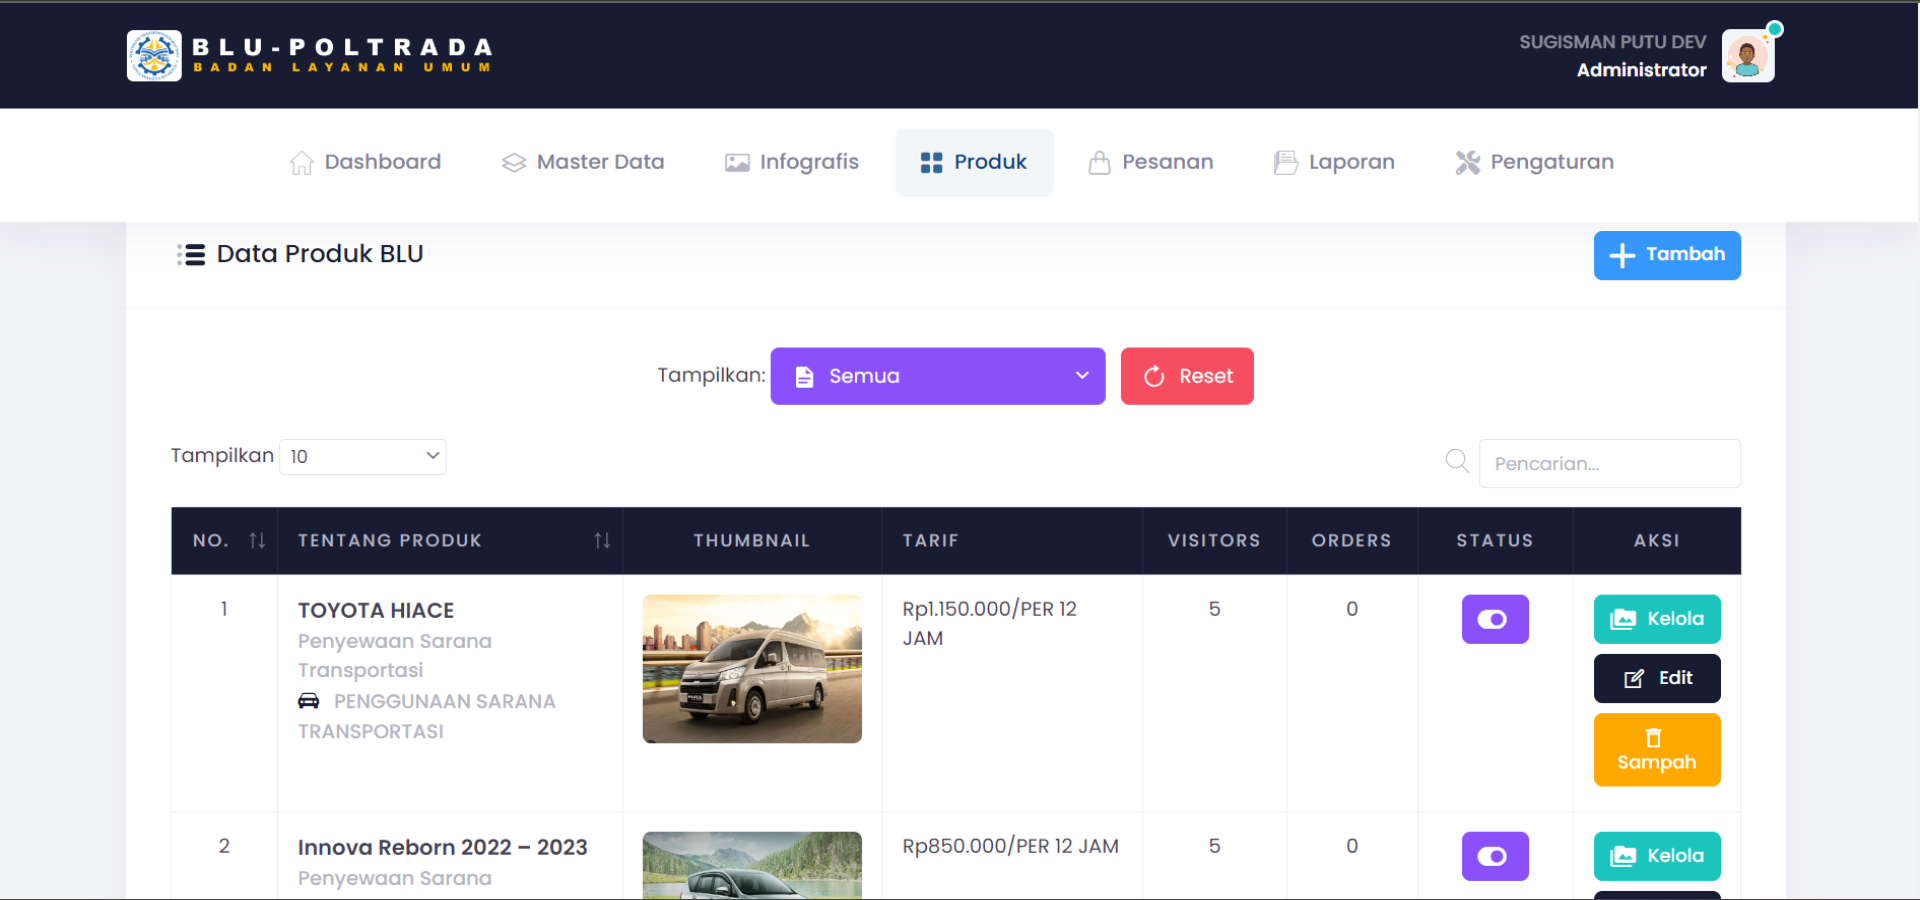 BLU-POLTRADA
BADAN LAYANAN UMUM
SUGISMAN PUTU DEV
Administrator
Dashboard
Master Data
Infografis
Produk
Pesanan
Laporan
Pengaturan
Data Produk BLU
Tambah
Tampilkan:
Semua
Reset
Tampilkan
10
Pencarian...
NO.
TENTANG PRODUK
THUMBNAIL
TARIF
VISITORS
ORDERS
STATUS
AKSI
1
TOYOTA HIACE
Penyewaan Sarana
Transportasi
PENGGUNAAN SARANA
TRANSPORTASI
Rp1.150.000/PER 12
JAM
5
0
Kelola
Edit
Sampah
2
Innova Reborn 2022 – 2023
Penyewaan Sarana
Rp850.000/PER 12 JAM
5
0
Kelola